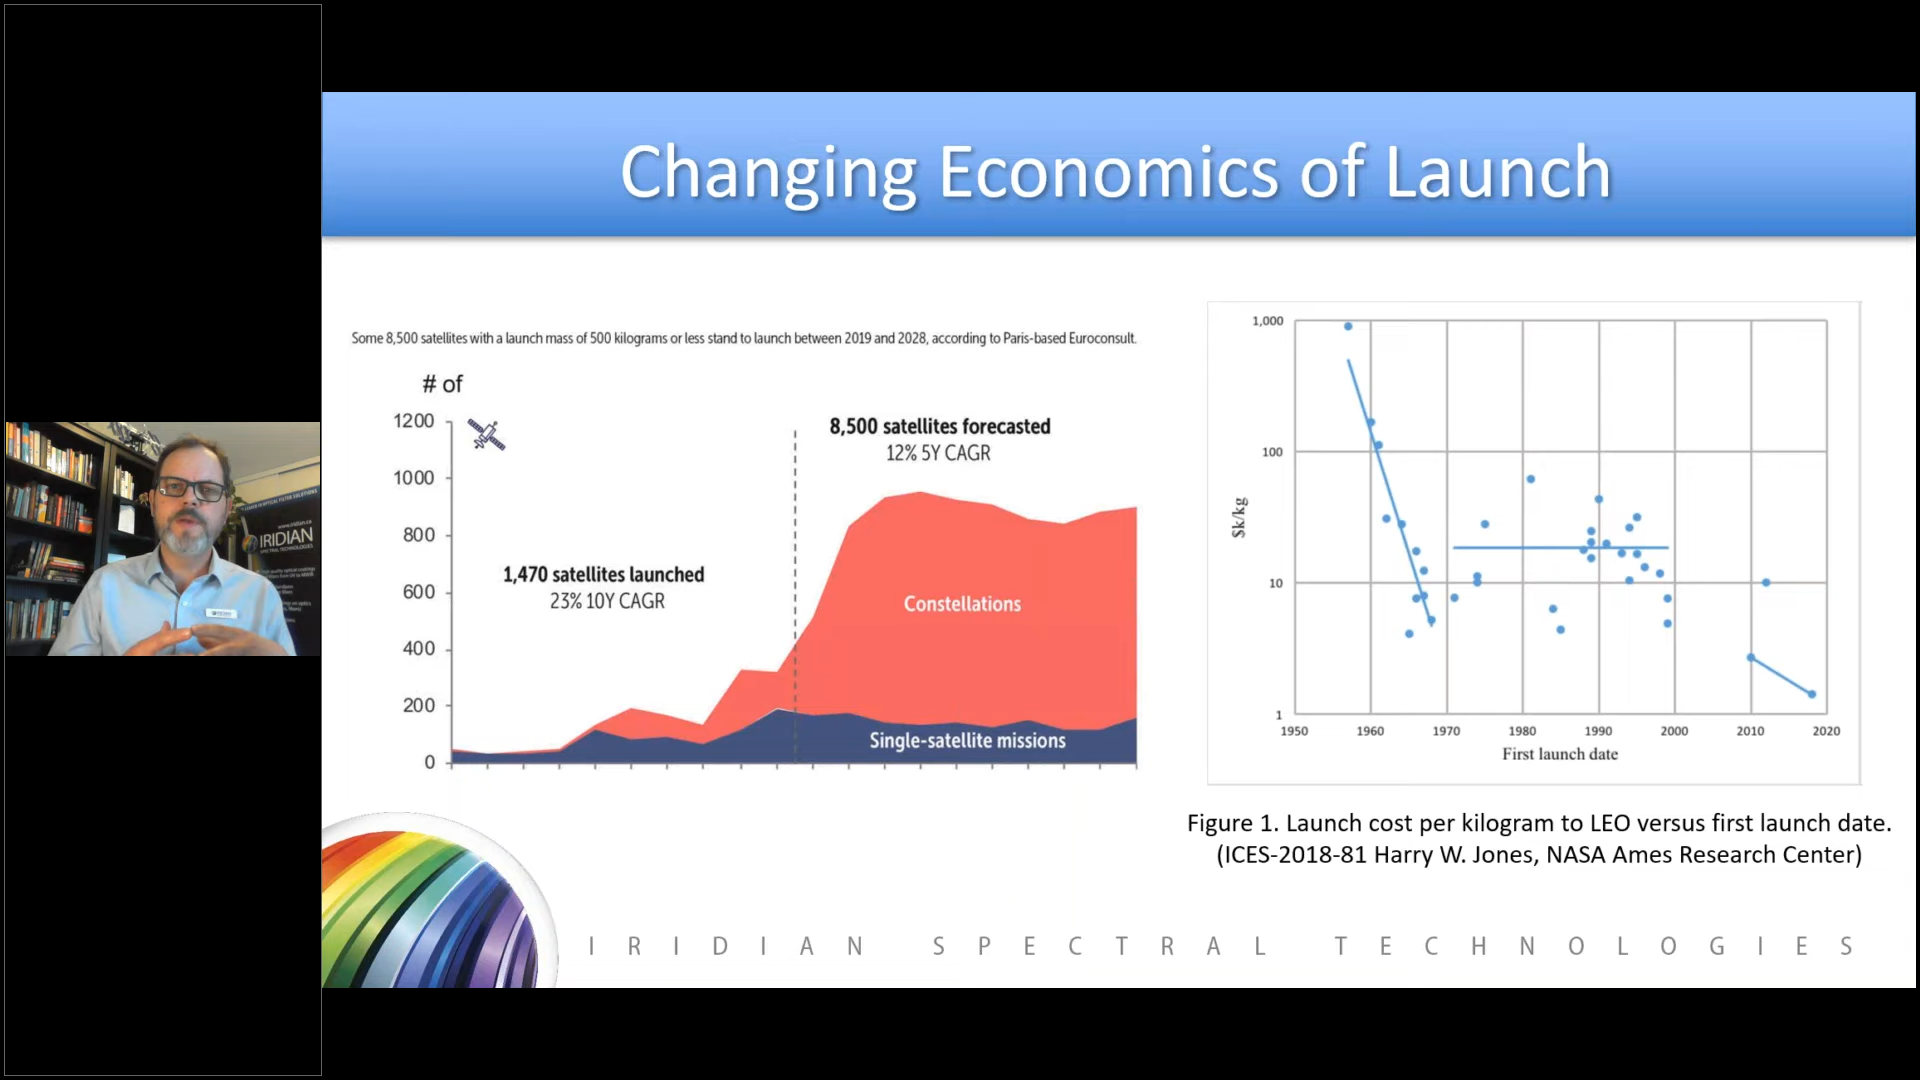 Changing Economics of Launch
Some 8,500 satellites with a launch mass of 500 kilograms or less stand to launch between 2019 and 2028, according to Paris-based Euroconsult.
# of
1200
1000
800
600
400
200
0
1,470 satellites launched
23% 10Y CAGR
8,500 satellites forecasted
12% 5Y CAGR
Constellations
Single-satellite missions
1,000
100
10
1
$k/kg
1950 1960 1970 1980 1990 2000 2010 2020
First launch date
Figure 1. Launch cost per kilogram to LEO versus first launch date.
(ICES-2018-81 Harry W. Jones, NASA Ames Research Center)
IRIDIAN SPECTRAL TECHNOLOGIES
www.iridian.ca
IRIDIAN
SPECTRAL TECHNOLOGIES